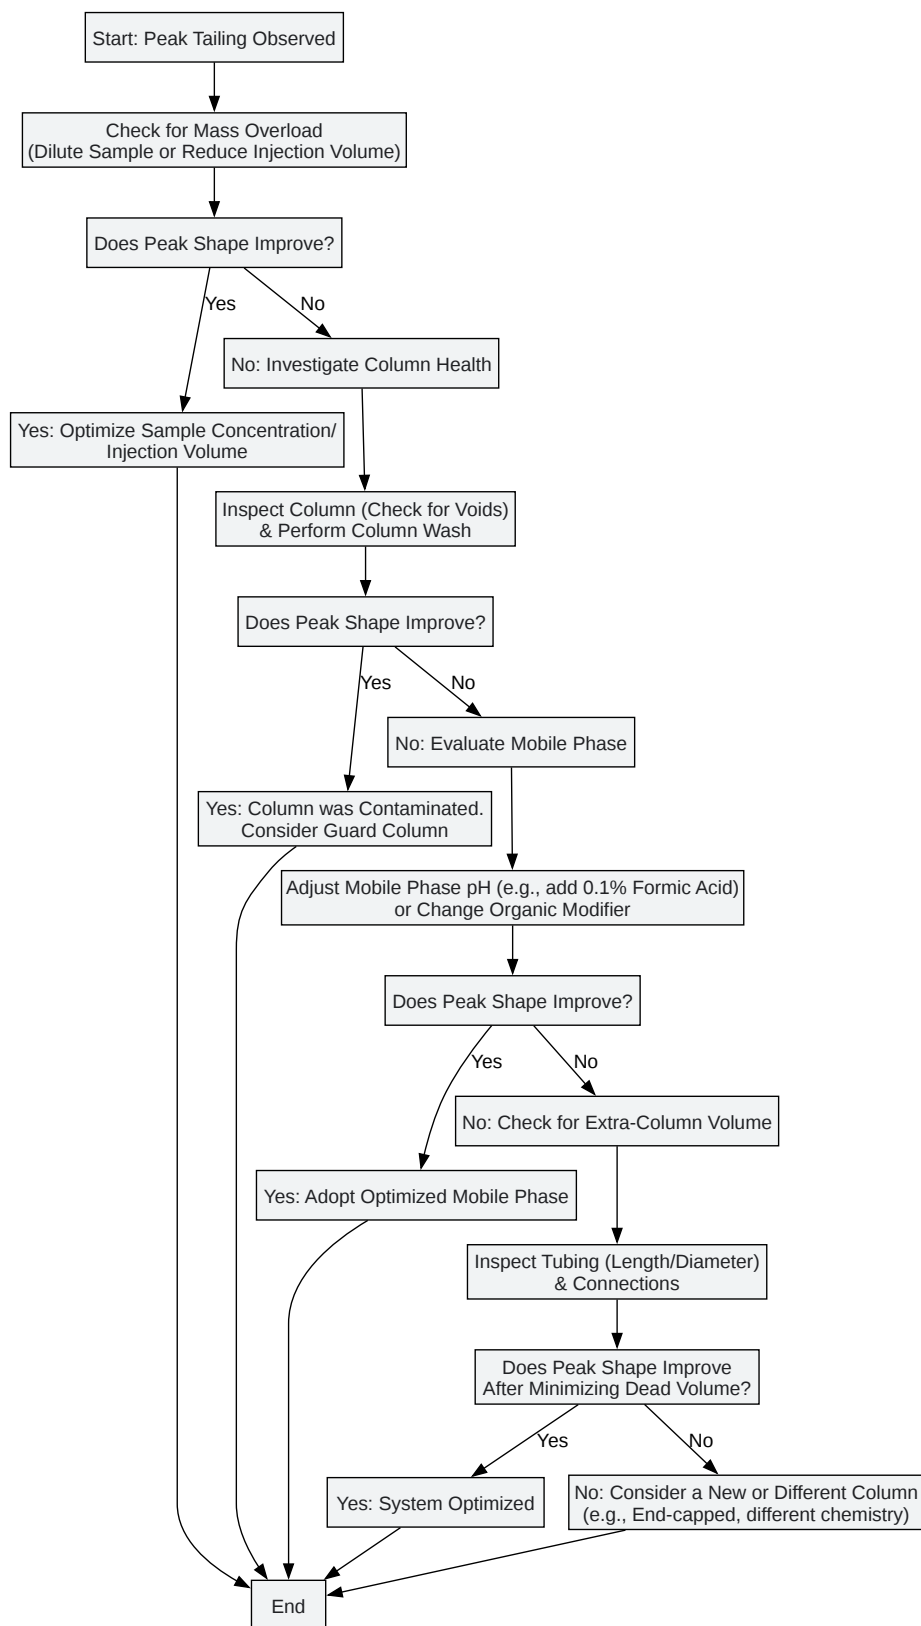 Start: Peak Tailing Observed
Check for Mass Overload
(Dilute Sample or Reduce Injection Volume)
Does Peak Shape Improve?
Yes
No
No: Investigate Column Health
Yes: Optimize Sample Concentration/
Injection Volume
Inspect Column (Check for Voids)
& Perform Column Wash
Does Peak Shape Improve?
Yes
No
No: Evaluate Mobile Phase
Yes: Column was Contaminated.
Consider Guard Column
Adjust Mobile Phase pH (e.g., add 0.1% Formic Acid)
or Change Organic Modifier
Does Peak Shape Improve?
Yes
No
No: Check for Extra-Column Volume
Yes: Adopt Optimized Mobile Phase
Inspect Tubing (Length/Diameter)
& Connections
Does Peak Shape Improve
After Minimizing Dead Volume?
Yes
No
Yes: System Optimized
No: Consider a New or Different Column
(e.g., End-capped, different chemistry)
End